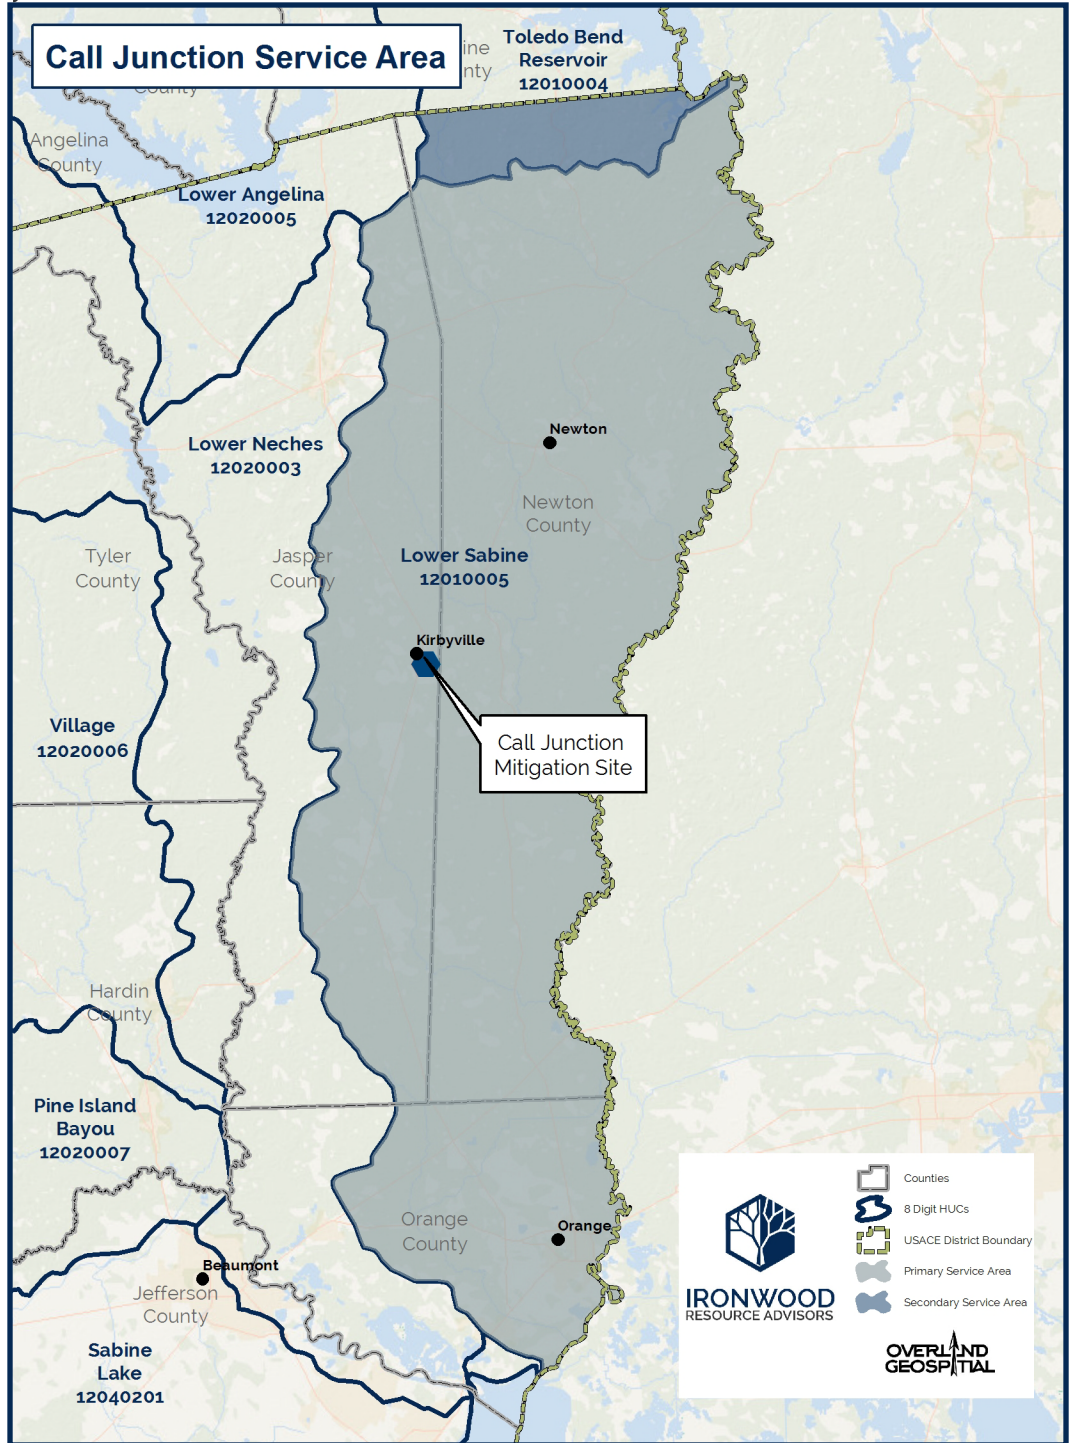 Call Junction Service Area
ine
nty
County
Toledo Bend
Reservoir
12010004
Angelina
County
Lower Angelina
12020005
Newton
Lower Neches
12020003
Newton
County
Tyler
County
Jasper
County
Lower Sabine
12010005
Kirbyville
Village
12020006
Call Junction
Mitigation Site
Hardin
County
Pine Island
Bayou
12020007
Orange
County
Orange
Beaumont
Jefferson
County
Sabine
Lake
12040201
IRONWOOD
RESOURCE ADVISORS
Counties
8 Digit HUCs
USACE District Boundary
Primary Service Area
Secondary Service Area
OVERLAND
GEOSPATIAL